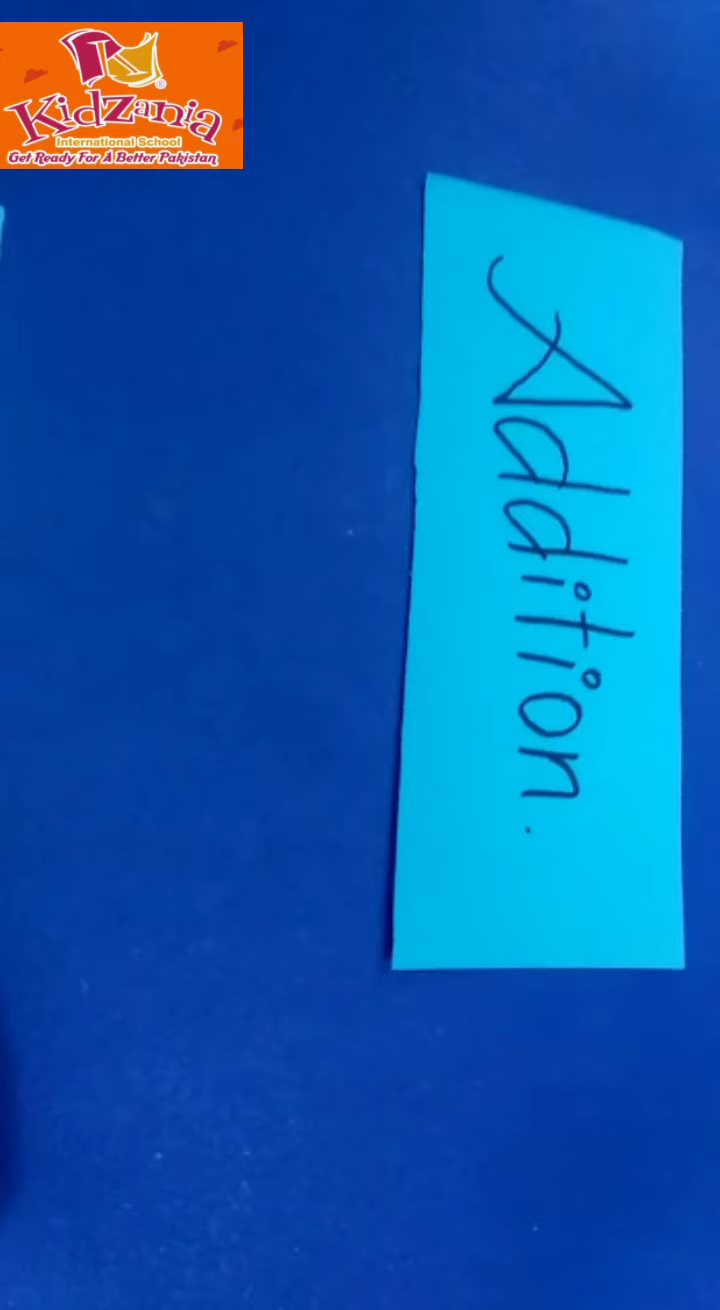 KidZania
International School
Get Ready For A Better Pakistan
Addition.